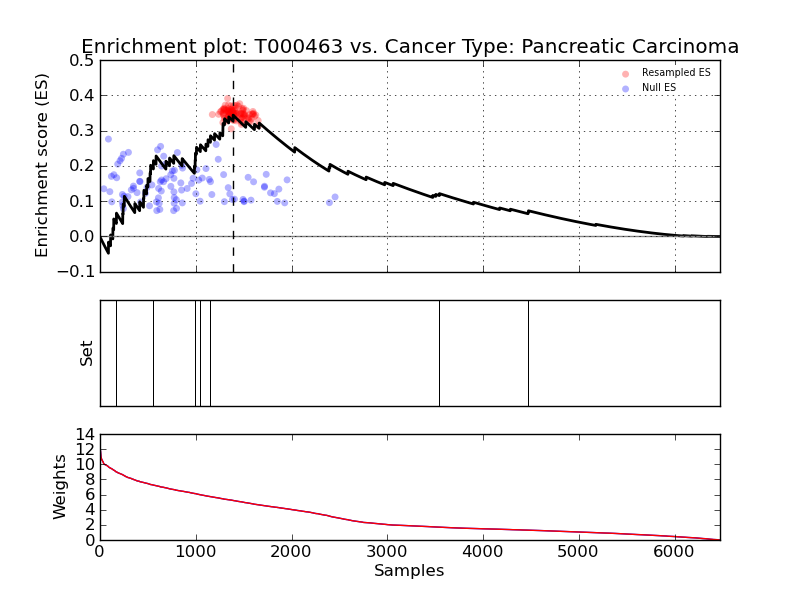 Enrichment plot: T000463 vs. Cancer Type: Pancreatic Carcinoma
0.5
0.4
0.3
0.2
0.1
0.0
−0.1
Enrichment score (ES)
Resampled ES
Null ES
Set
14
12
10
8
6
4
2
0
Weights
0 1000 2000 3000 4000 5000 6000
Samples